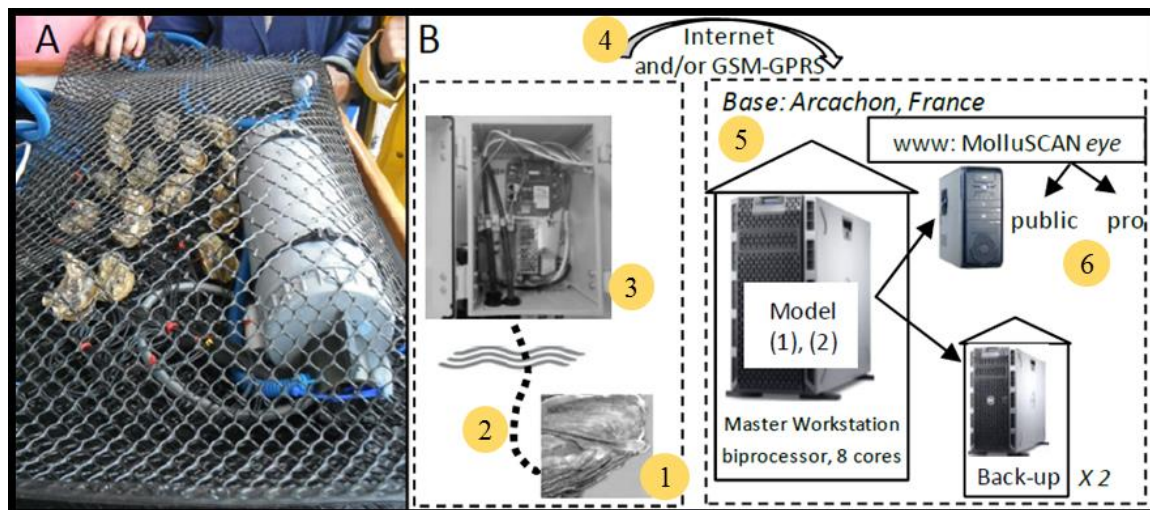 A
B
4
Internet
and/or GSM-GPRS
3
2
1
Base: Arcachon, France
5
www: MolluSCAN eye
public pro
6
Model
(1), (2)
Master Workstation
biprocessor, 8 cores
Back-up X 2